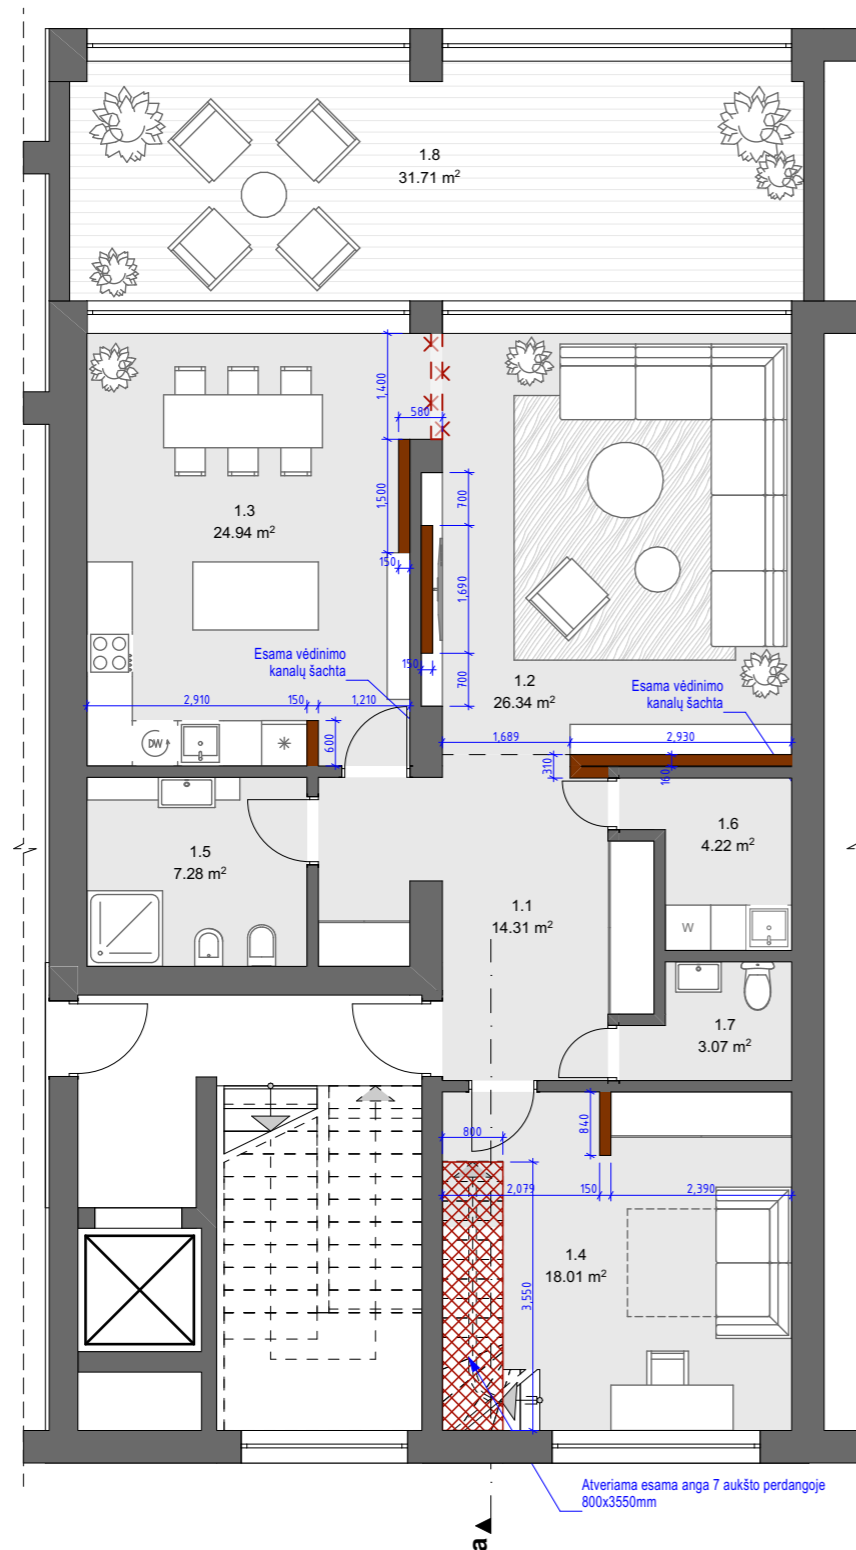 1.8
31.71 m²
1,400
580
1,500
150
700
1,690
150
700
1.3
24.94 m²
Esama vėdinimo
kanalų šachta
2,910
150
1,210
600
DW
1.2
26.34 m²
Esama vėdinimo
kanalų šachta
1,689
2,930
310
160
1.5
7.28 m²
1.6
4.22 m²
W
1.1
14.31 m²
1.7
3.07 m²
800
840
2,079
150
2,390
1.4
18.01 m²
3,550
Atveriama esama anga 7 aukšto perdangoje
800x3550mm
a